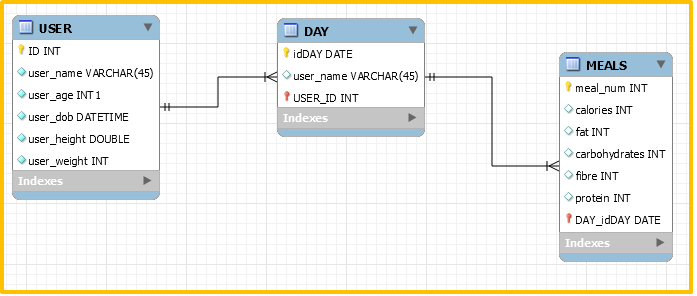 USER
ID INT
user_name VARCHAR(45)
user_age INT1
user_dob DATETIME
user_height DOUBLE
user_weight INT
Indexes
DAY
idDAY DATE
user_name VARCHAR(45)
USER_ID INT
Indexes
MEALS
meal_num INT
calories INT
fat INT
carbohydrates INT
fibre INT
protein INT
DAY_idDAY DATE
Indexes